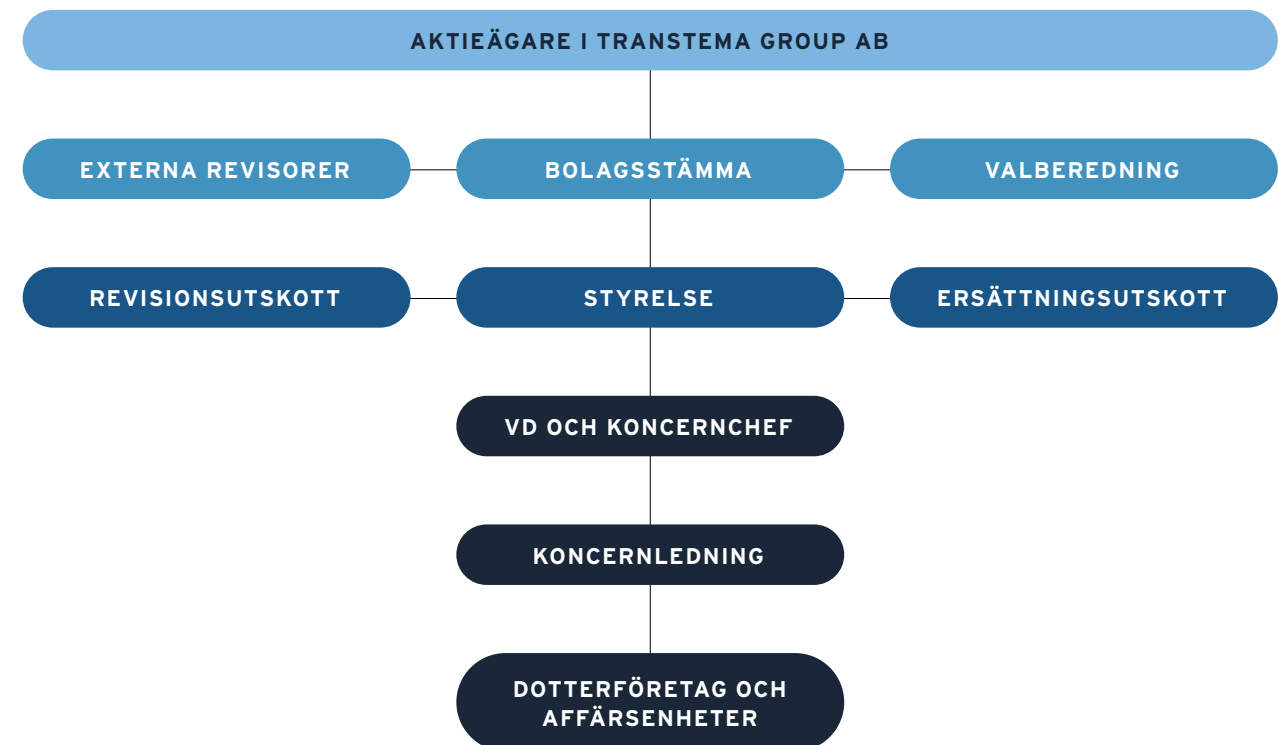 AKTIEÄGARE I TRANSTEMA GROUP AB
EXTERNA REVISORER
BOLAGSSTÄMMA
VALBEREDNING
REVISIONSUTSKOTT
STYRELSE
ERSÄTTNINGSUTSKOTT
VD OCH KONCERNCHEF
KONCERNLEDNING
DOTTERFÖRETAG OCH
AFFÄRSENHETER